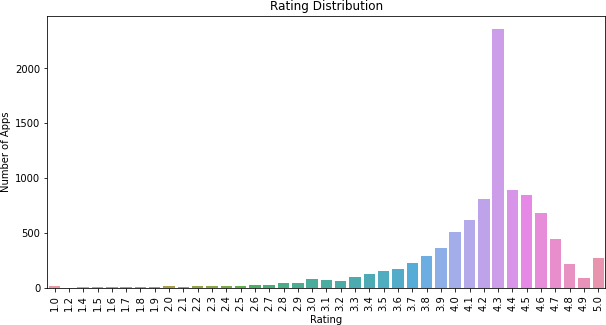 Rating Distribution
Number of Apps
2000
1500
1000
500
0
1.0 1.2 1.4 1.5 1.6 1.7 1.8 1.9 2.0 2.1 2.2 2.3 2.4 2.5 2.6 2.7 2.8 2.9 3.0 3.1 3.2 3.3 3.4 3.5 3.6 3.7 3.8 3.9 4.0 4.1 4.2 4.3 4.4 4.5 4.6 4.7 4.8 4.9 5.0
Rating